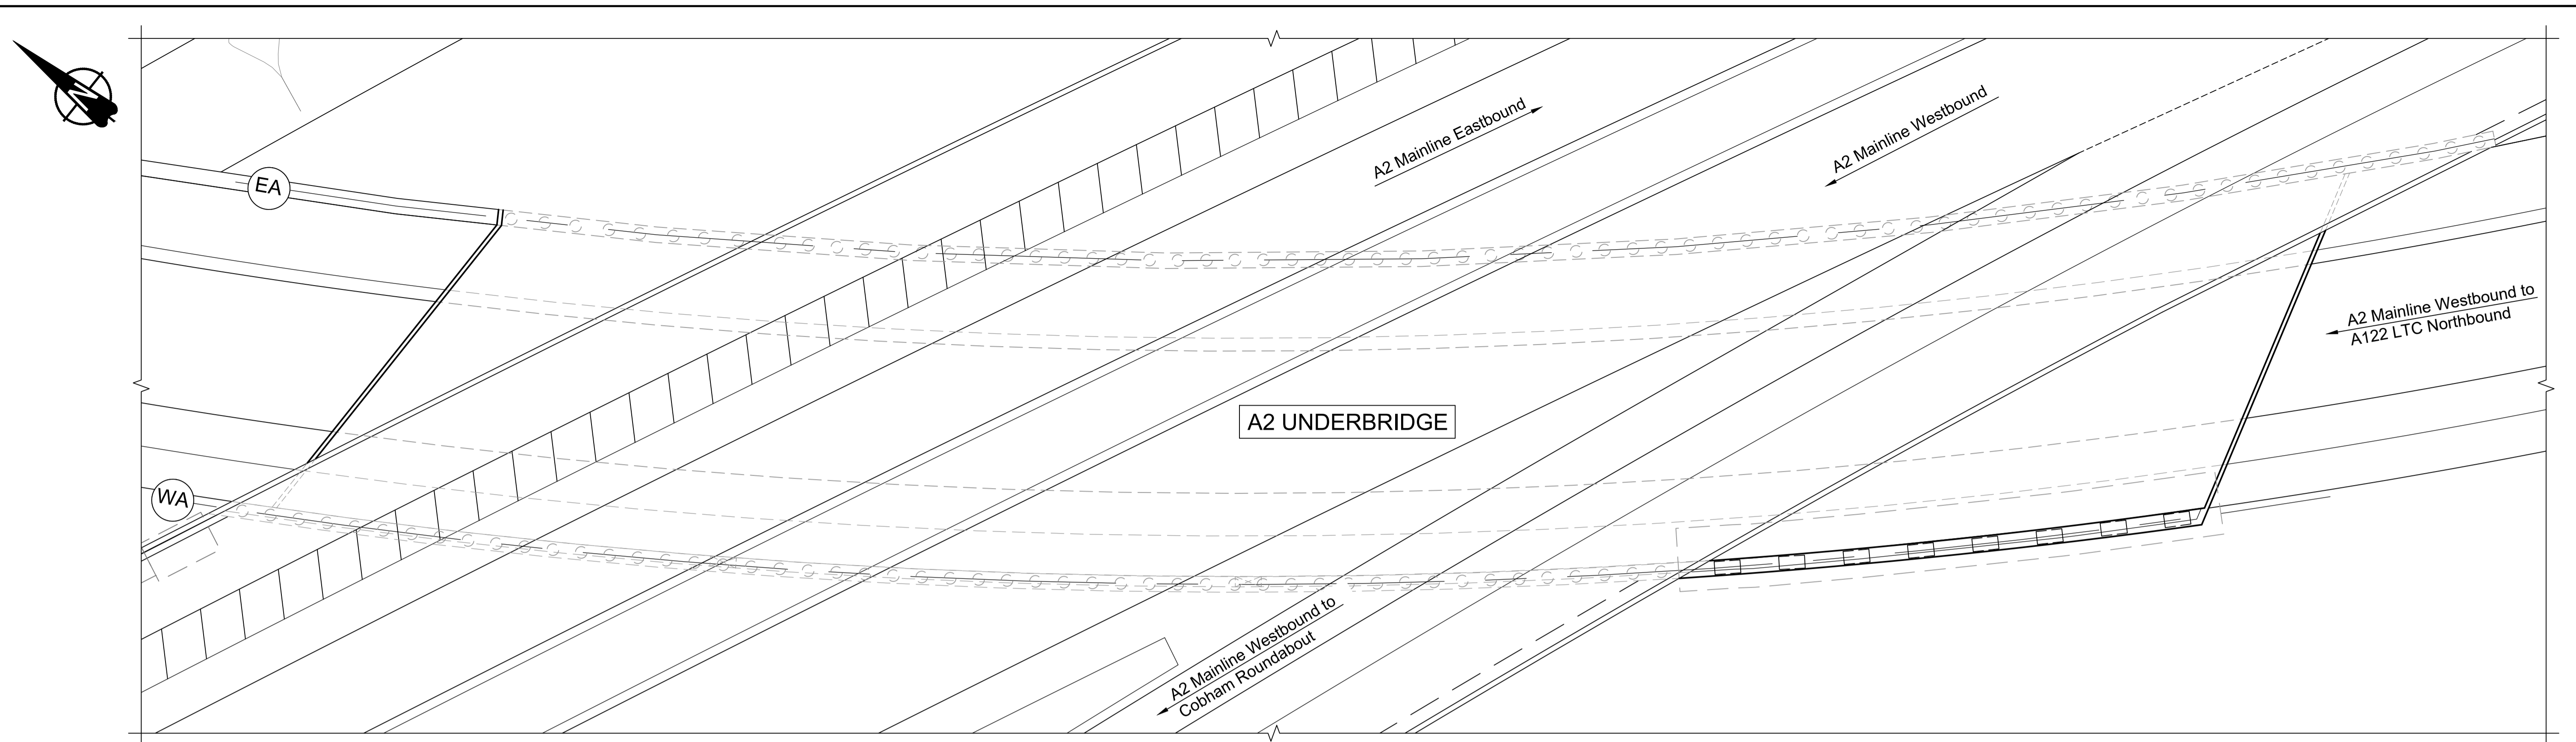 N
A2 Mainline Eastbound
A2 Mainline Westbound
EA
A2 Mainline Westbound to
A122 LTC Northbound
A2 UNDERBRIDGE
WA
A2 Mainline Westbound to
Cobham Roundabout